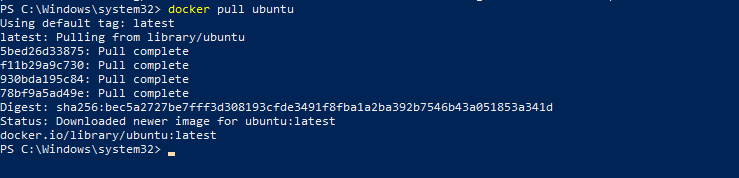 PS C:\Windows\system32> docker pull ubuntu
Using default tag: latest
latest: Pulling from library/ubuntu
5bed26d33875: Pull complete
f11b29a9c730: Pull complete
930bda195c84: Pull complete
78bf9a5ad49e: Pull complete
Digest: sha256:bec5a2727be7fff3d308193cfde3491f8fba1a2ba392b7546b43a051853a341d
Status: Downloaded newer image for ubuntu:latest
docker.io/library/ubuntu:latest
PS C:\Windows\system32>